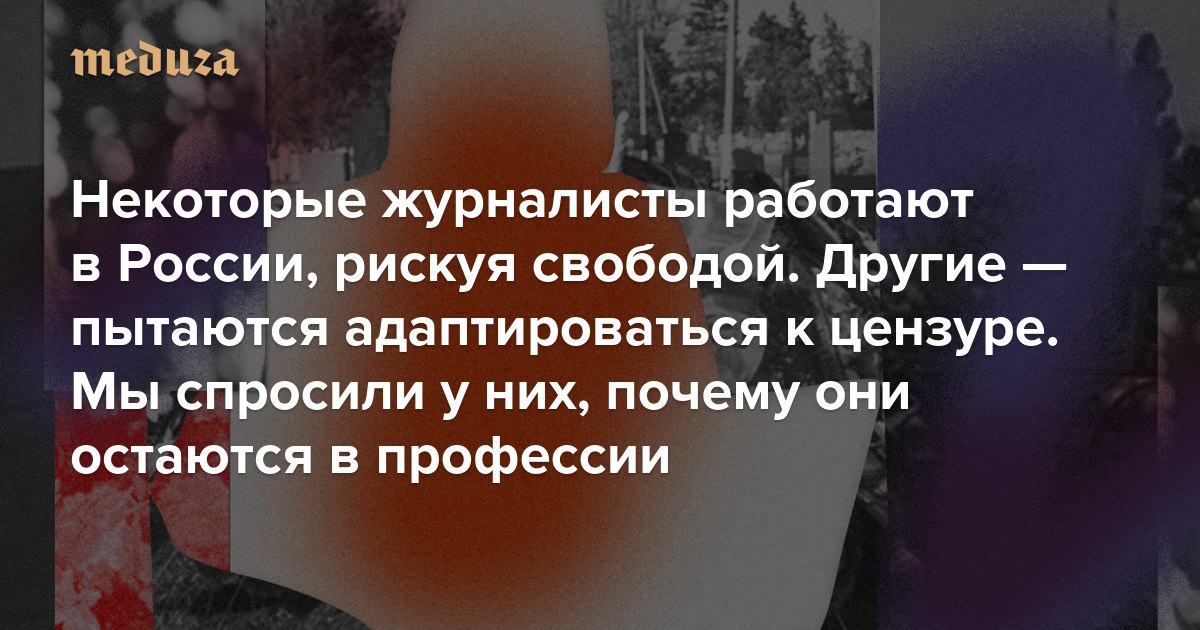 meduza
Некоторые журналисты работают
в России, рискуя свободой. Другие —
пытаются адаптироваться к цензуре.
Мы спросили у них, почему они
остаются в профессии